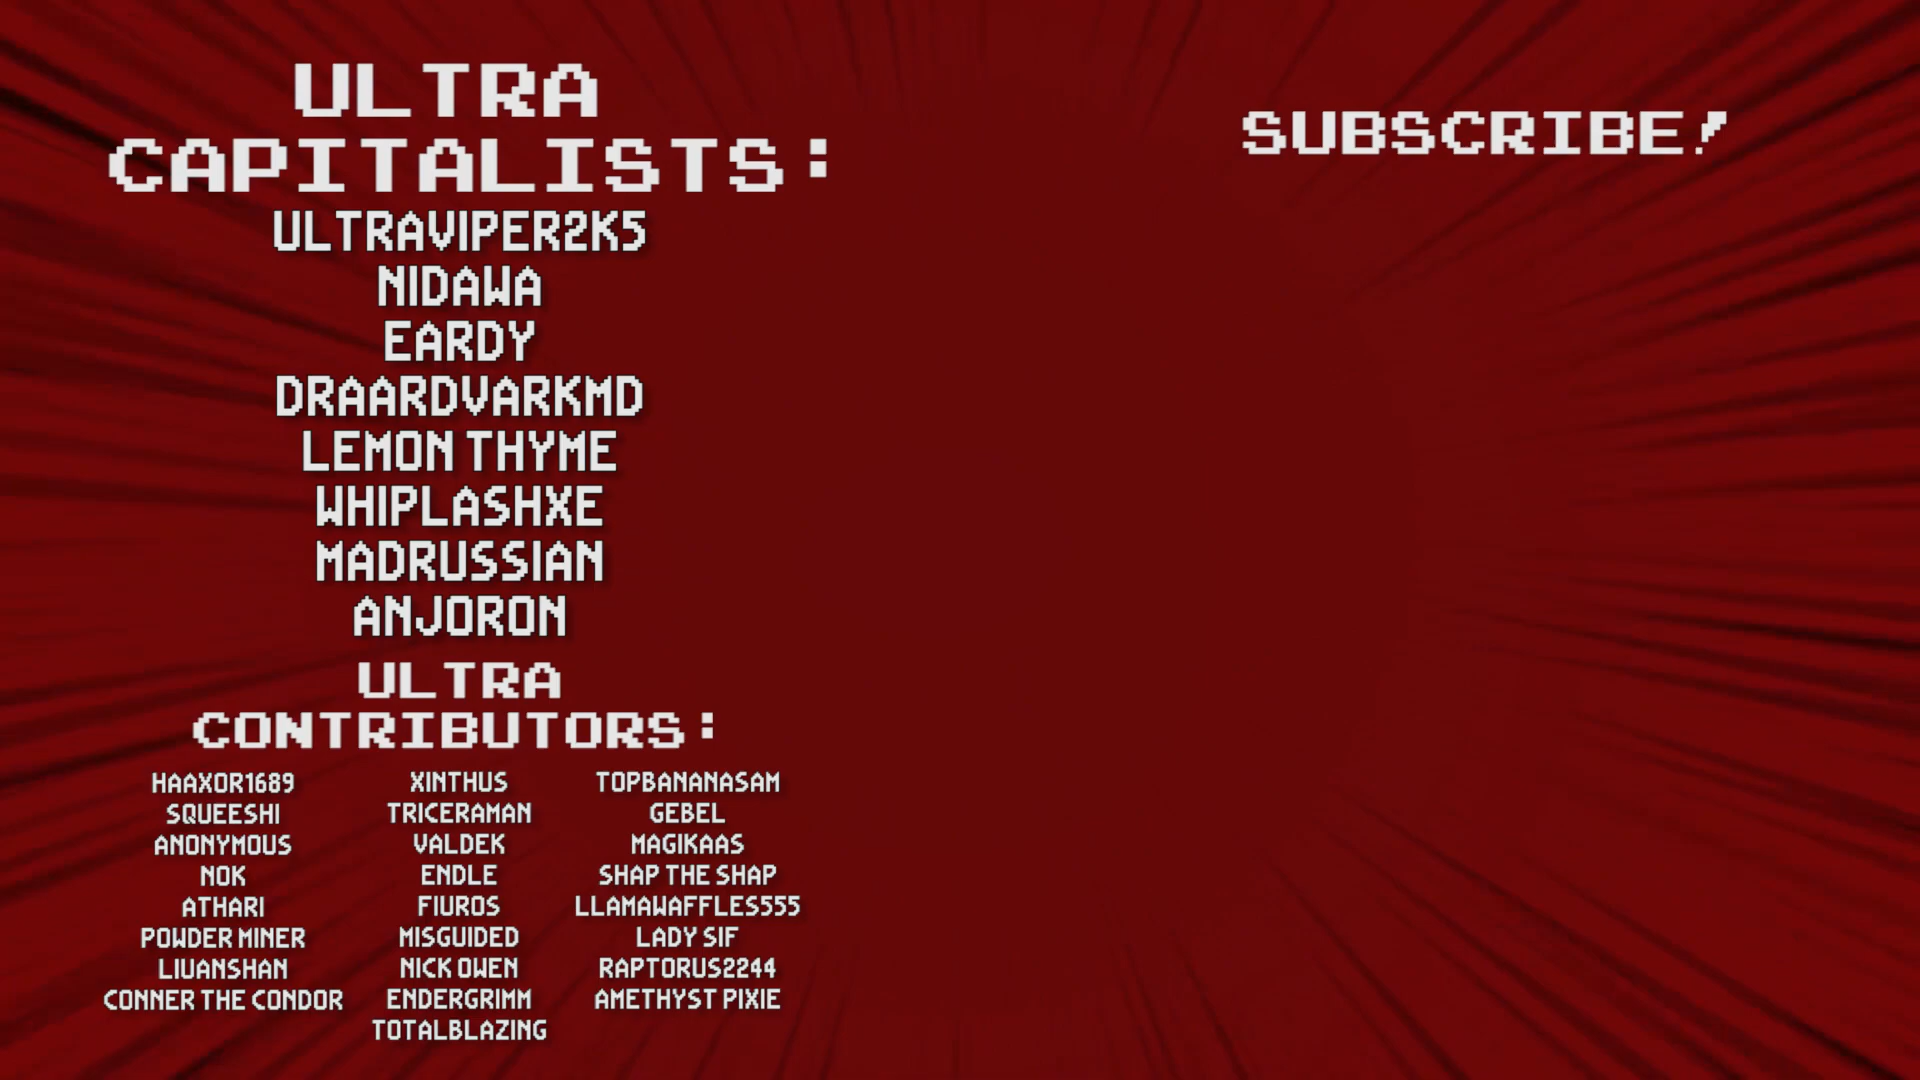 ULTRA
CAPITALISTS:
ULTRAVIPER2K5
NIDAWA
EARDY
DRAARDVARKMD
LEMON THYME
WHIPLASHXE
MADRUSSIAN
ANJORON
ULTRA
CONTRIBUTORS:
HAAXOR1689
SQUEESHI
ANONYMOUS
NOK
ATHARI
POWDER MINER
LIVANSHAN
CONNER THE CONDOR
XINTHUS
TRICERAMAN
VALDEK
ENDLE
FIUROS
MISGUIDED
NICK OWEN
ENDERGRIMM
TOTALBLAZING
TOPBANANASAM
GEBEL
MAGIKAAS
SHAP THE SHAP
LLAMAWAFFLES555
LADY SIF
RAPTORUS2244
AMETHYST PIXIE
SUBSCRIBE!